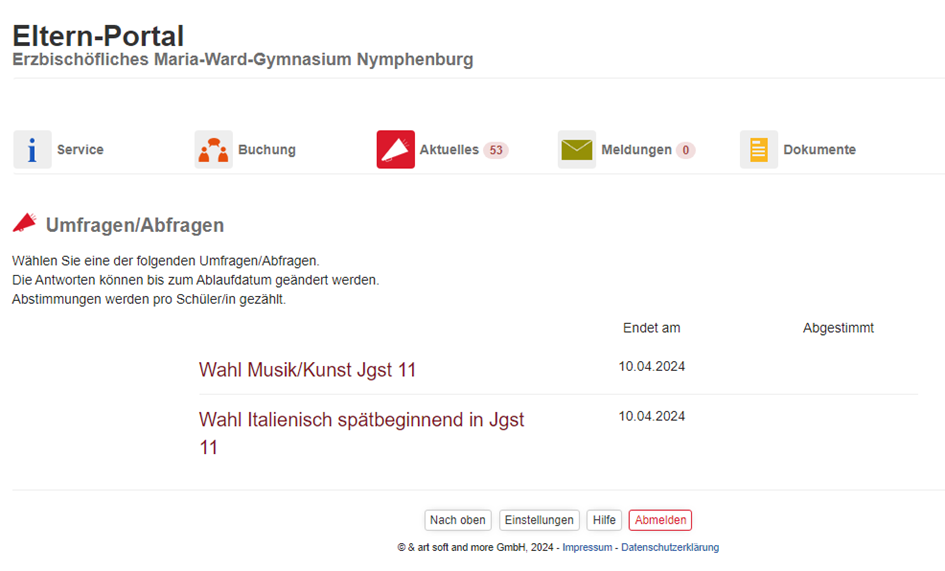 Eltern-Portal
Erzbischöfliches Maria-Ward-Gymnasium Nymphenburg
Service Buchung Aktuelles 53 Meldungen 0 Dokumente
Umfragen/Abfragen
Wählen Sie eine der folgenden Umfragen/Abfragen.
Die Antworten können bis zum Ablaufdatum geändert werden.
Abstimmungen werden pro Schüler/in gezählt.
Endet am Abgestimmt
Wahl Musik/Kunst Jgst 11 10.04.2024
Wahl Italienisch spätbeginnend in Jgst 10.04.2024
11
Nach oben Einstellungen Hilfe Abmelden
© & art soft and more GmbH, 2024 - Impressum - Datenschutzerklärung